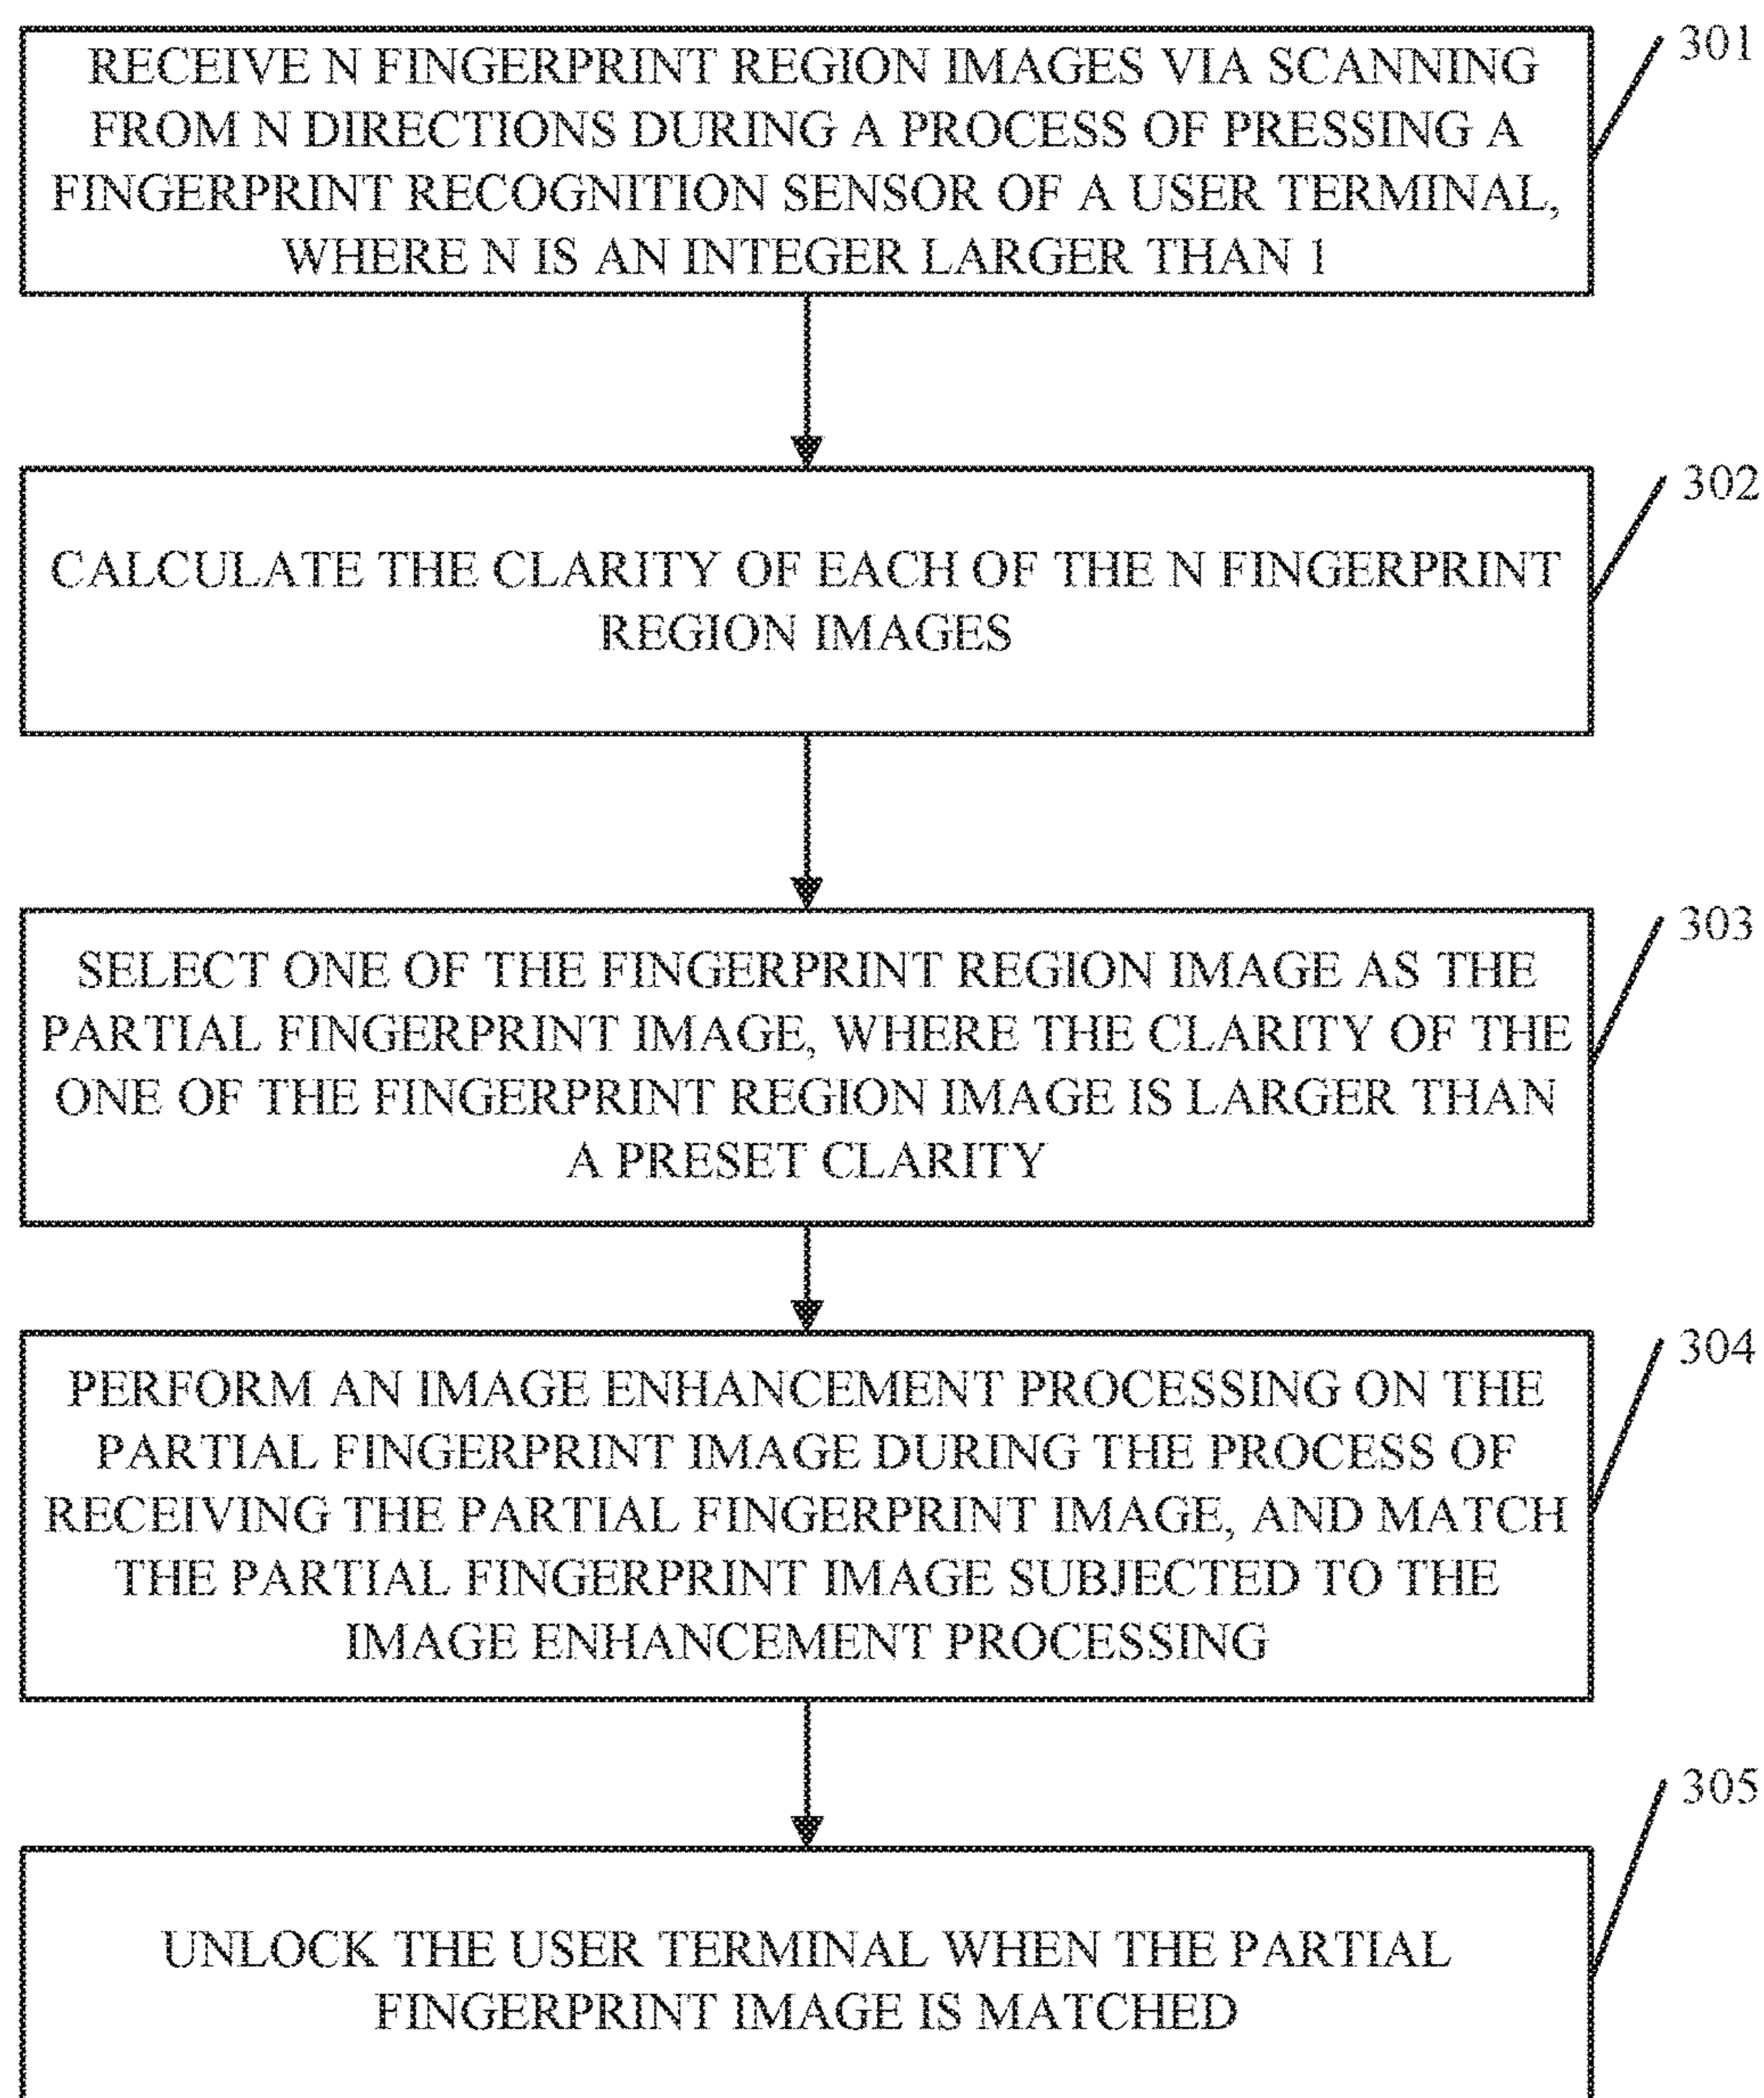 RECEIVE N FINGERPRINT REGION IMAGES VIA SCANNING
FROM N DIRECTIONS DURING A PROCESS OF PRESSING A
FINGERPRINT RECOGNITION SENSOR OF A USER TERMINAL,
WHERE N IS AN INTEGER LARGER THAN 1
301
CALCULATE THE CLARITY OF EACH OF THE N FINGERPRINT
REGION IMAGES
302
SELECT ONE OF THE FINGERPRINT REGION IMAGE AS THE
PARTIAL FINGERPRINT IMAGE, WHERE THE CLARITY OF THE
ONE OF THE FINGERPRINT REGION IMAGE IS LARGER THAN
A PRESET CLARITY
303
PERFORM AN IMAGE ENHANCEMENT PROCESSING ON THE
PARTIAL FINGERPRINT IMAGE DURING THE PROCESS OF
RECEIVING THE PARTIAL FINGERPRINT IMAGE, AND MATCH
THE PARTIAL FINGERPRINT IMAGE SUBJECTED TO THE
IMAGE ENHANCEMENT PROCESSING
304
UNLOCK THE USER TERMINAL WHEN THE PARTIAL
FINGERPRINT IMAGE IS MATCHED
305